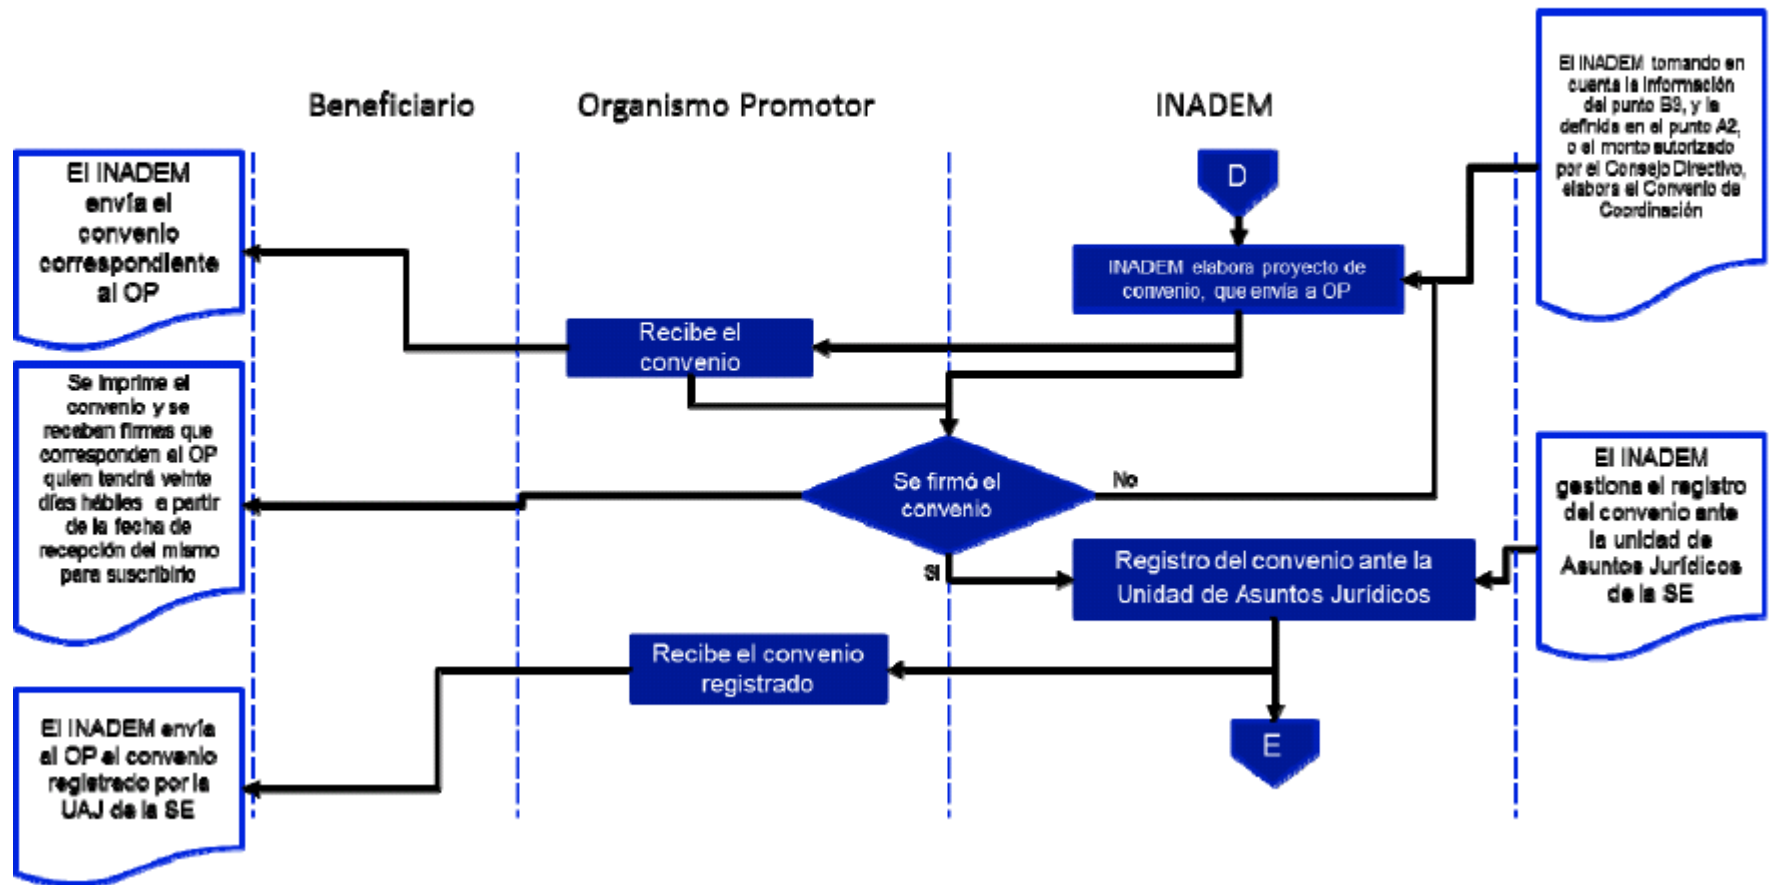 Beneficiario
Organismo Promotor
INADEM
El INADEM
envía el
convenio
correspondiente
al OP
D
El INADEM tomando en
cuenta la información
del punto B3, y la
definida en el punto A2,
o el monto autorizado
por el Consejo Directivo,
elabora el Convenio de
Coordinación
INADEM elabora proyecto de
convenio, que envía a OP
Recibe el
convenio
Se imprime el
convenio y se
recaban firmas que
corresponden al OP
quien tendrá veinte
días hábiles a partir
de la fecha de
recepción del mismo
para suscribirlo
Se firmó el
convenio
No
SI
El INADEM
gestiona el registro
del convenio ante
la unidad de
Asuntos Jurídicos
de la SE
Registro del convenio ante la
Unidad de Asuntos Jurídicos
Recibe el convenio
registrado
El INADEM envía
al OP el convenio
registrado por la
UAJ de la SE
E